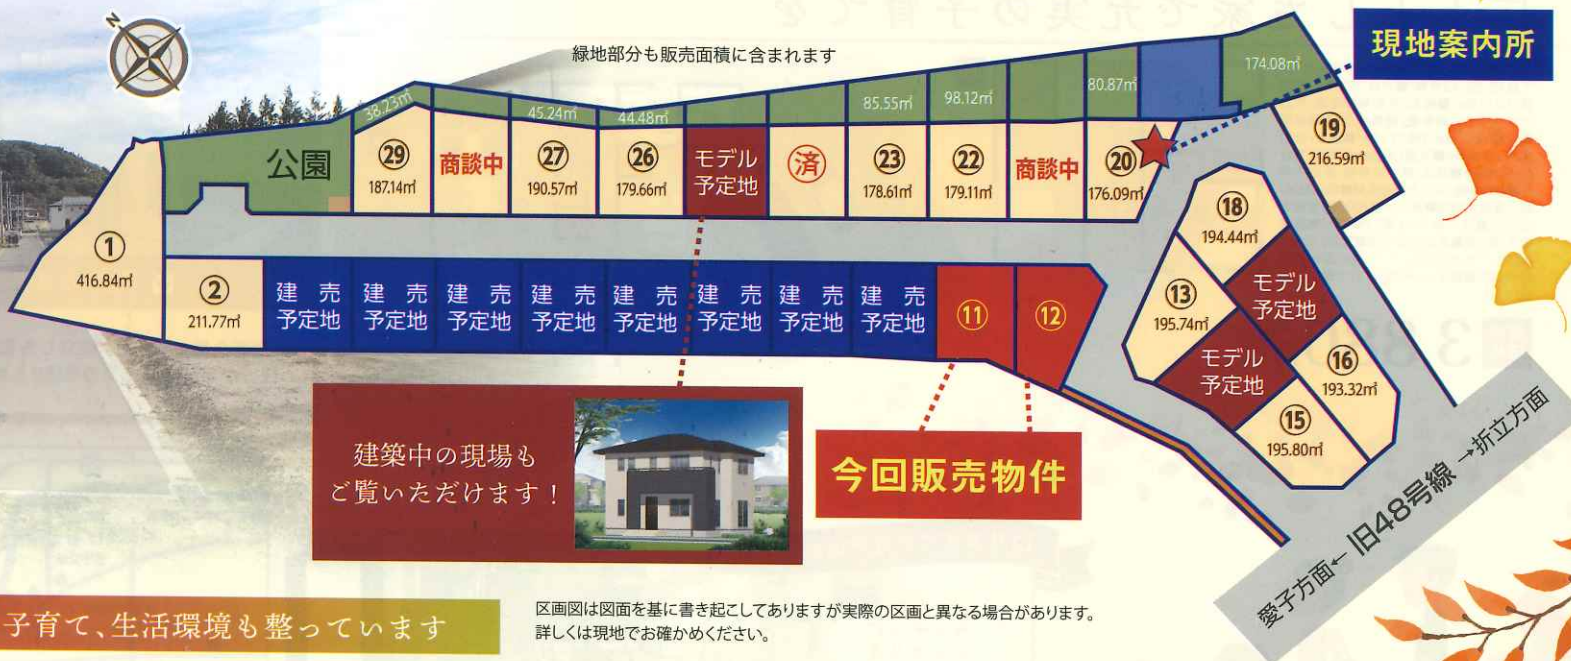 N
緑地部分も販売面積に含まれます
現地案内所
38.23㎡
45.24㎡
44.48㎡
85.55㎡
98.12㎡
80.87㎡
174.08㎡
公園
㉙
187.14㎡
商談中
㉗
190.57㎡
㉖
179.66㎡
モデル
予定地
済
㉓
178.61㎡
㉒
179.11㎡
商談中
⑳
176.09㎡
⑲
216.59㎡
①
416.84㎡
②
211.77㎡
建売
予定地
建売
予定地
建売
予定地
建売
予定地
建売
予定地
建売
予定地
建売
予定地
建売
予定地
⑪
⑫
⑱
194.44㎡
モデル
予定地
⑬
195.74㎡
モデル
予定地
⑯
193.32㎡
⑮
195.80㎡
建築中の現場も
ご覧いただけます！
今回販売物件
愛子方面← 旧48号線 →折立方面
子育て、生活環境も整っています
区画図は図面を基に書き起こしてありますが実際の区画と異なる場合があります。
詳しくは現地でお確かめください。